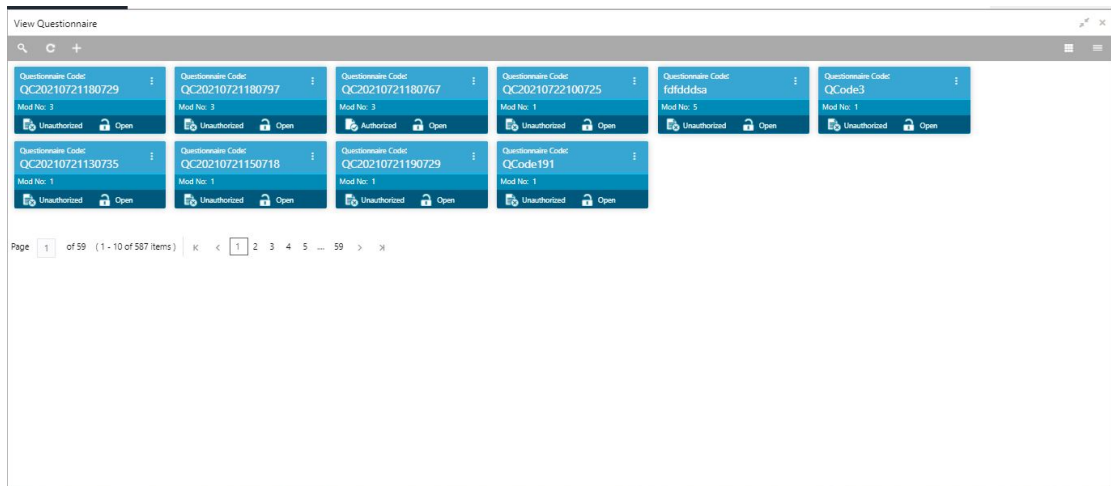 View Questionnaire
Questionnaire Code:
QC20210721180729
Mod No: 3
Unauthorized Open
Questionnaire Code:
QC20210721180797
Mod No: 3
Unauthorized Open
Questionnaire Code:
QC20210721180767
Mod No: 3
Authorized Open
Questionnaire Code:
QC20210722100725
Mod No: 1
Unauthorized Open
Questionnaire Code:
fdfdddsa
Mod No: 5
Unauthorized Open
Questionnaire Code:
QCode3
Mod No: 1
Unauthorized Open
Questionnaire Code:
QC20210721130735
Mod No: 1
Unauthorized Open
Questionnaire Code:
QC20210721150718
Mod No: 1
Unauthorized Open
Questionnaire Code:
QC20210721190729
Mod No: 1
Unauthorized Open
Questionnaire Code:
QCode191
Mod No: 1
Unauthorized Open
Page 1 of 59 (1 - 10 of 587 items) 1 2 3 4 5 ... 59